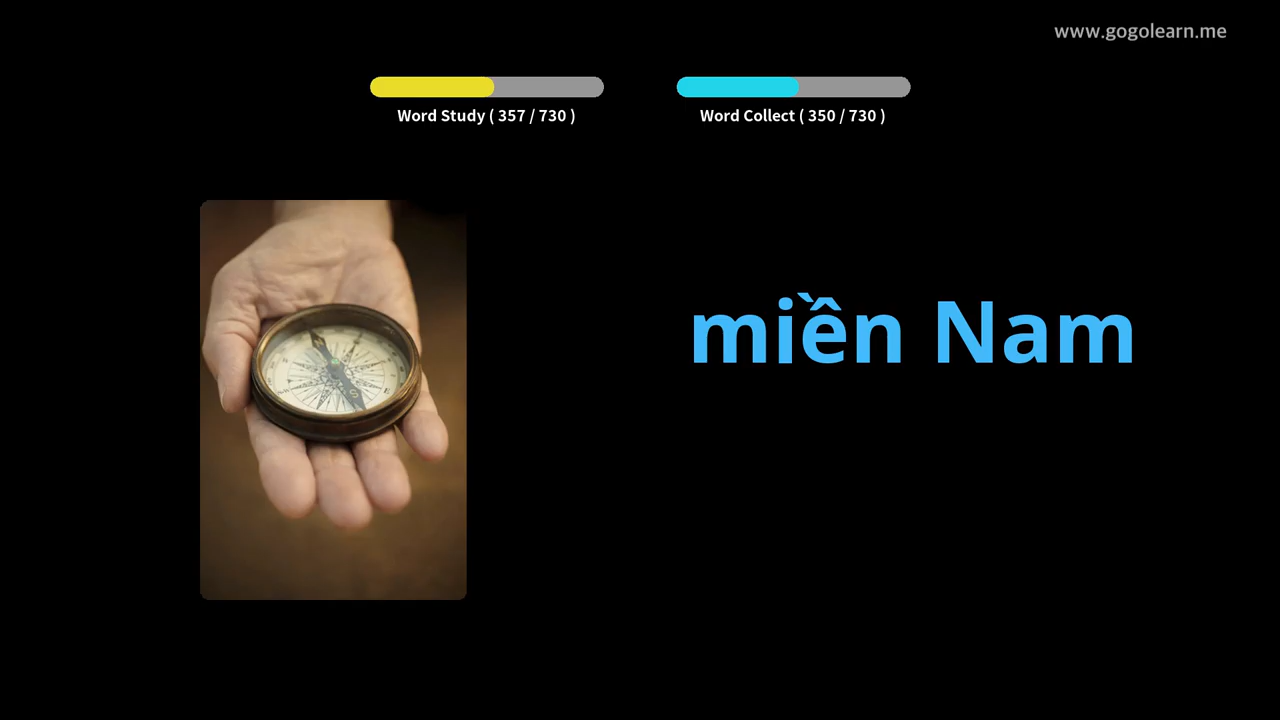 www.gogolearn.me
Word Study ( 357 / 730 )
Word Collect ( 350 / 730 )
miền Nam
N
S
E